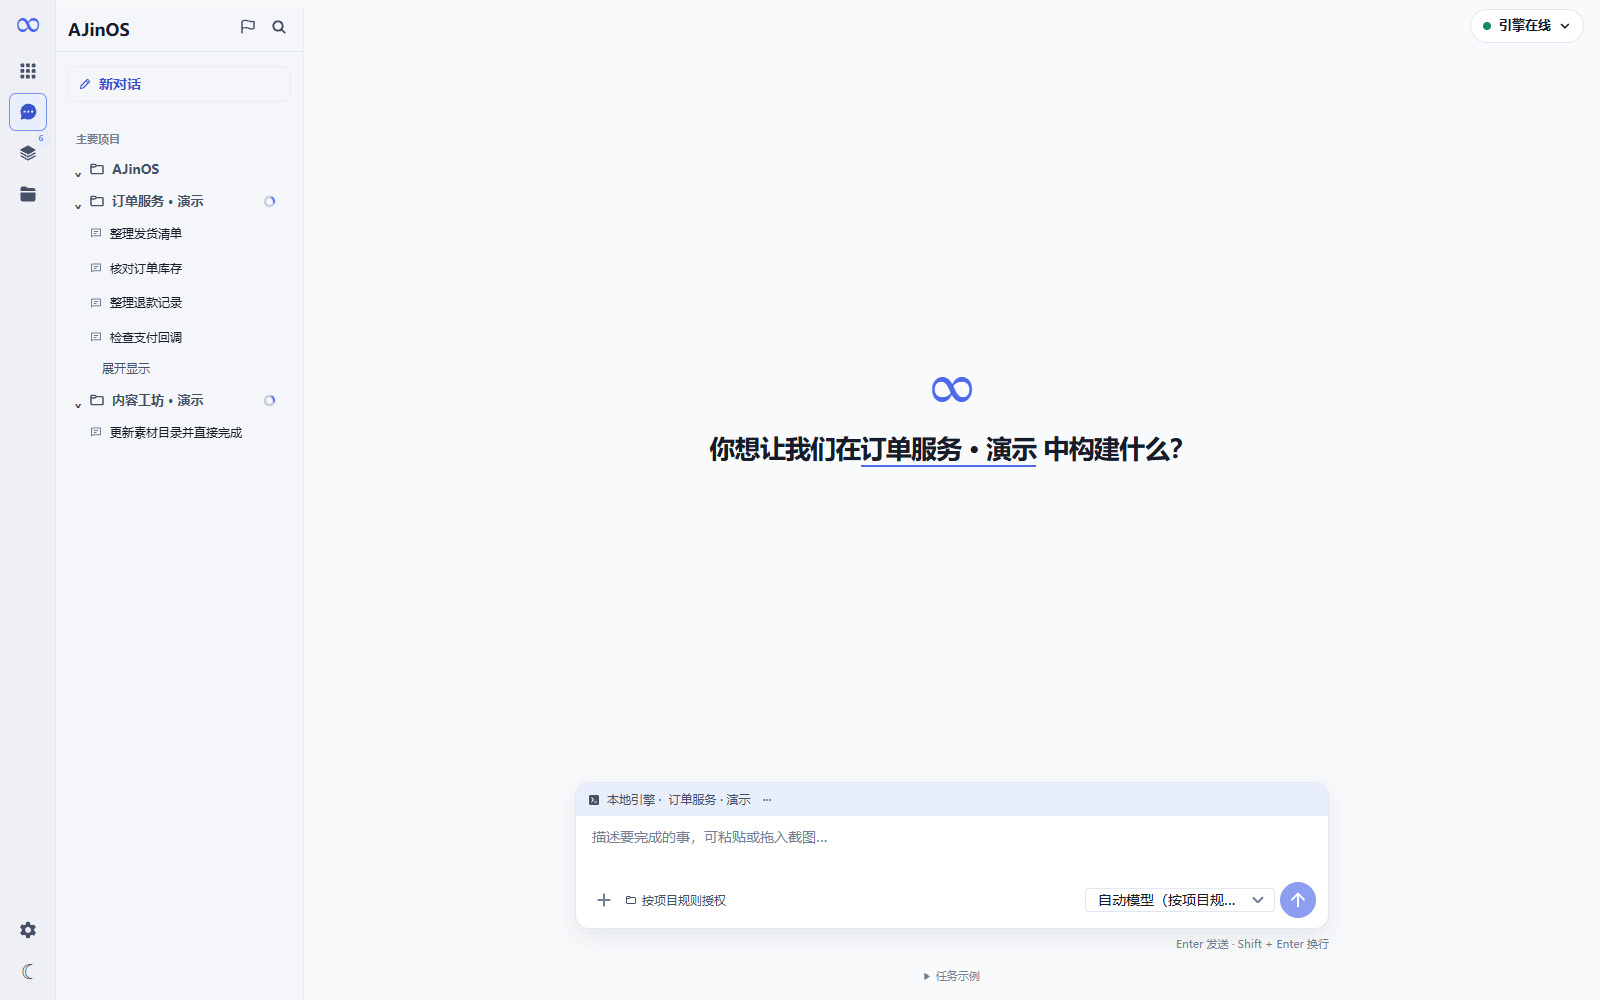 AJinOS
引擎在线
新对话
6
主要项目
AJinOS
订单服务 • 演示
整理发货清单
核对订单库存
整理退款记录
检查支付回调
展开显示
内容工坊 • 演示
更新素材目录并直接完成
你想让我们在订单服务 • 演示 中构建什么？
本地引擎 · 订单服务 · 演示 ···
描述要完成的事，可粘贴或拖入截图...
按项目规则授权
自动模型（按项目规...
Enter 发送 · Shift + Enter 换行
任务示例